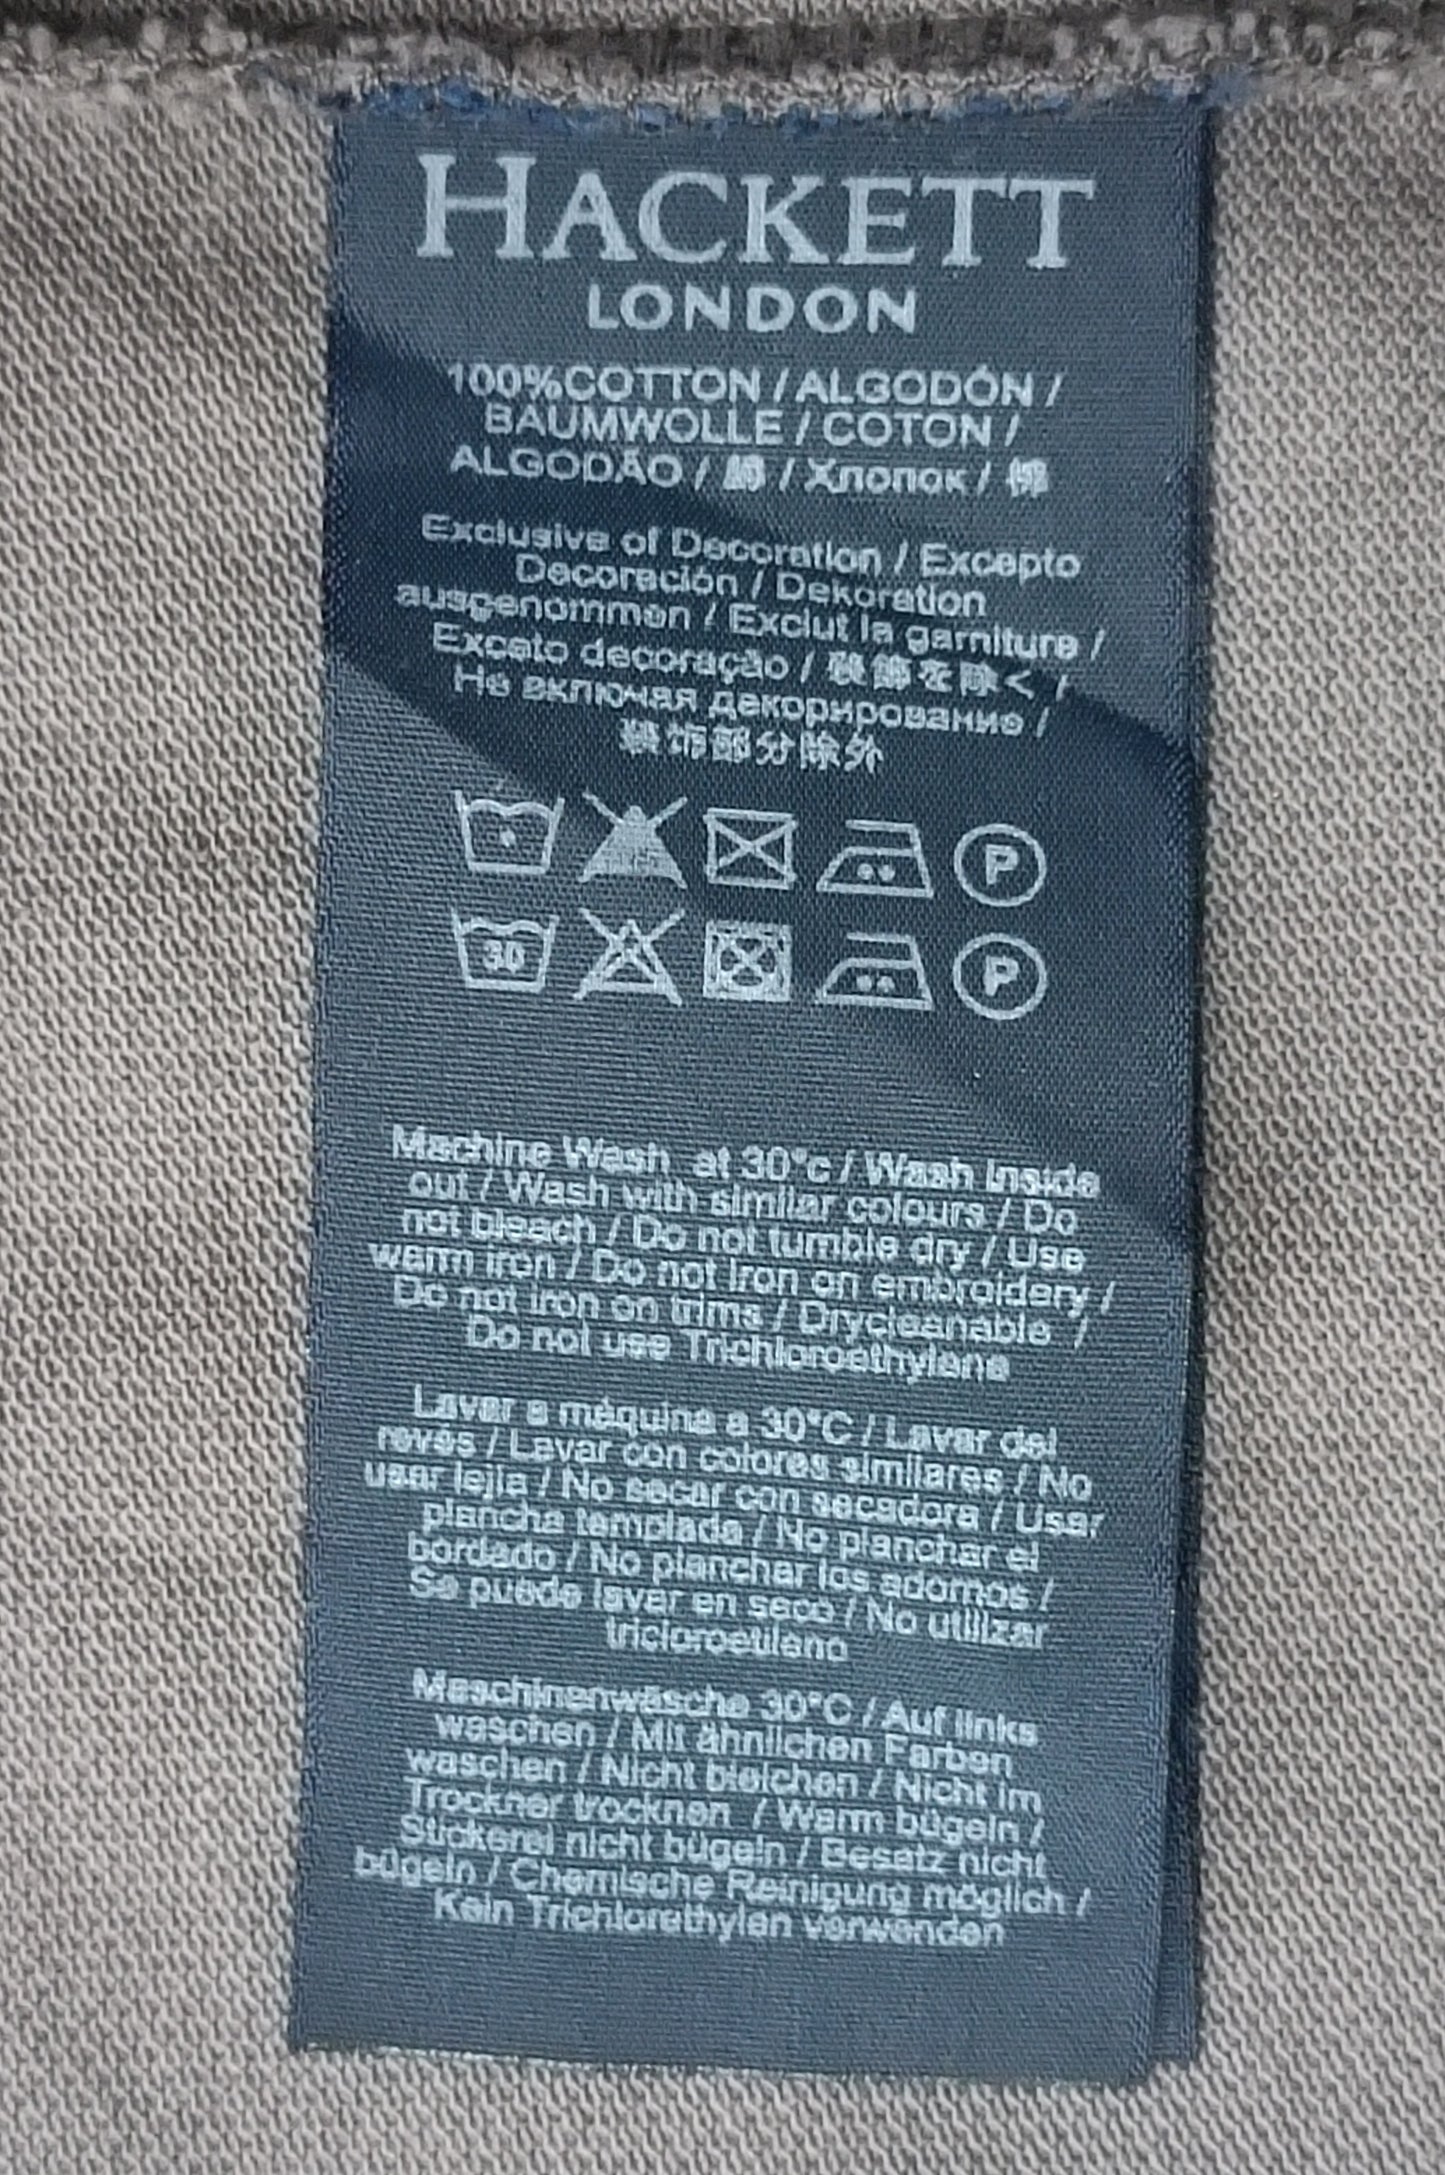 HACKETT
LONDON
100%COTTON / ALGODÓN /
BAUMWOLLE / COTON /
ALGODÃO / 綿 / Хлопок / 棉
Exclusive of Decoration / Excepto
Decoración / Dekoration
ausgenommen / Exclut la garniture /
Exceto decoração / 装飾を除く /
Не включая декорирование /
装饰部分除外
P
30 P
Machine Wash at 30°c / Wash Inside
out / Wash with similar colours / Do
not bleach / Do not tumble dry / Use
warm iron / Do not Iron on embroidery /
Do not iron on trims / Drycleanable /
Do not use Trichloroethylene
Lavar a máquina a 30°C / Lavar del
revés / Lavar con colores similares / No
usar lejia / No secar con secadora / Usar
plancha templada / No planchar el
bordado / No planchar los adornos /
Se puede lavar en seco / No utilizar
tricloroetileno
Maschinenwäsche 30°C / Auf links
waschen / Mit ähnlichen Farben
waschen / Nicht bleichen / Nicht im
Trockner trocknen / Warm bügeln /
Stickerei nicht bügeln / Besatz nicht
bügeln / Chemische Reinigung möglich /
Kein Trichlorethylen verwenden